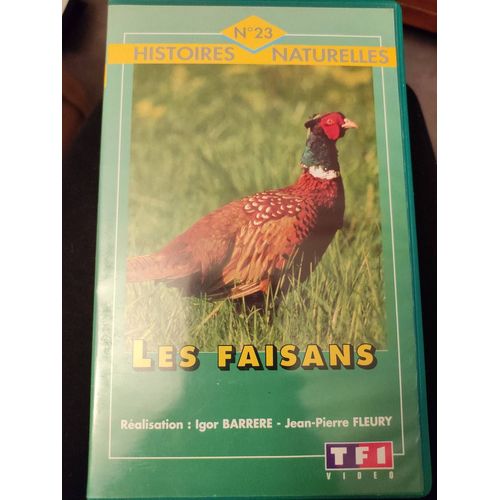 N°23
HISTOIRES NATURELLES
LES FAISANS
Réalisation : Igor BARRERE - Jean-Pierre FLEURY
TF1
VIDEO